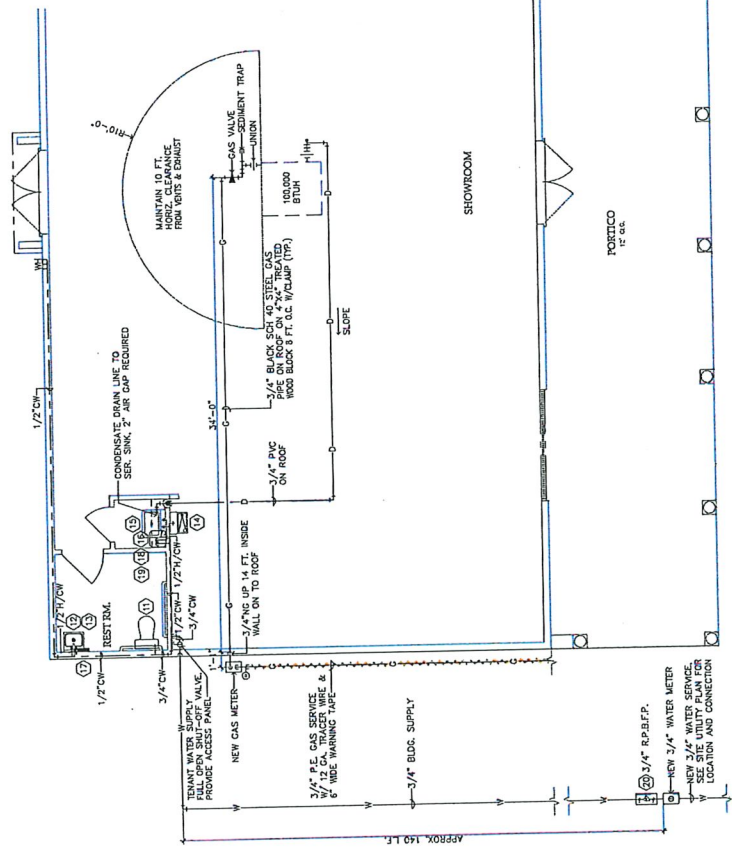 R10'-0"
MAINTAIN 10 FT.
HORIZ. CLEARANCE
FROM VENTS & EXHAUST
GAS VALVE
SEDIMENT TRAP
UNION
100,000
BTUH
SHOWROOM
PORTICO
12' O.C.
WH
1/2"CW
CONDENSATE DRAIN LINE TO
SER. SINK, 2" AIR GAP REQUIRED
34'-0"
3/4" BLACK SCH 40 STEEL GAS
PIPE ON ROOF ON 4"X4" TREATED
WOOD BLOCK 8 FT. O.C. W/CLAMP (TYP.)
SLOPE
G
G
G
G
D
D
D
D
3/4" PVC
ON ROOF
15
14
16
18
19
1/2"H/CW
1/2"H/CW
12
13
11
17
REST RM.
1/2"CW
3/4"CW
1/2"CW
3/4"CW
1'-
3/4"NG UP 14 FT. INSIDE
WALL ON TO ROOF
TENANT WATER SUPPLY
FULL OPEN SHUT-OFF VALVE,
PROVIDE ACCESS PANEL
NEW GAS METER
3/4" P.E. GAS SERVICE
W/ 12 GA. TRACER WIRE &
6" WIDE WARNING TAPE
G
G
G
3/4" BLDG. SUPPLY
W
W
W
W
W
W
W
20
3/4" R.P.B.F.P.
NEW 3/4" WATER METER
NEW 3/4" WATER SERVICE,
SEE SITE UTILITY PLAN FOR
LOCATION AND CONNECTION
APPROX. 140 L.F.